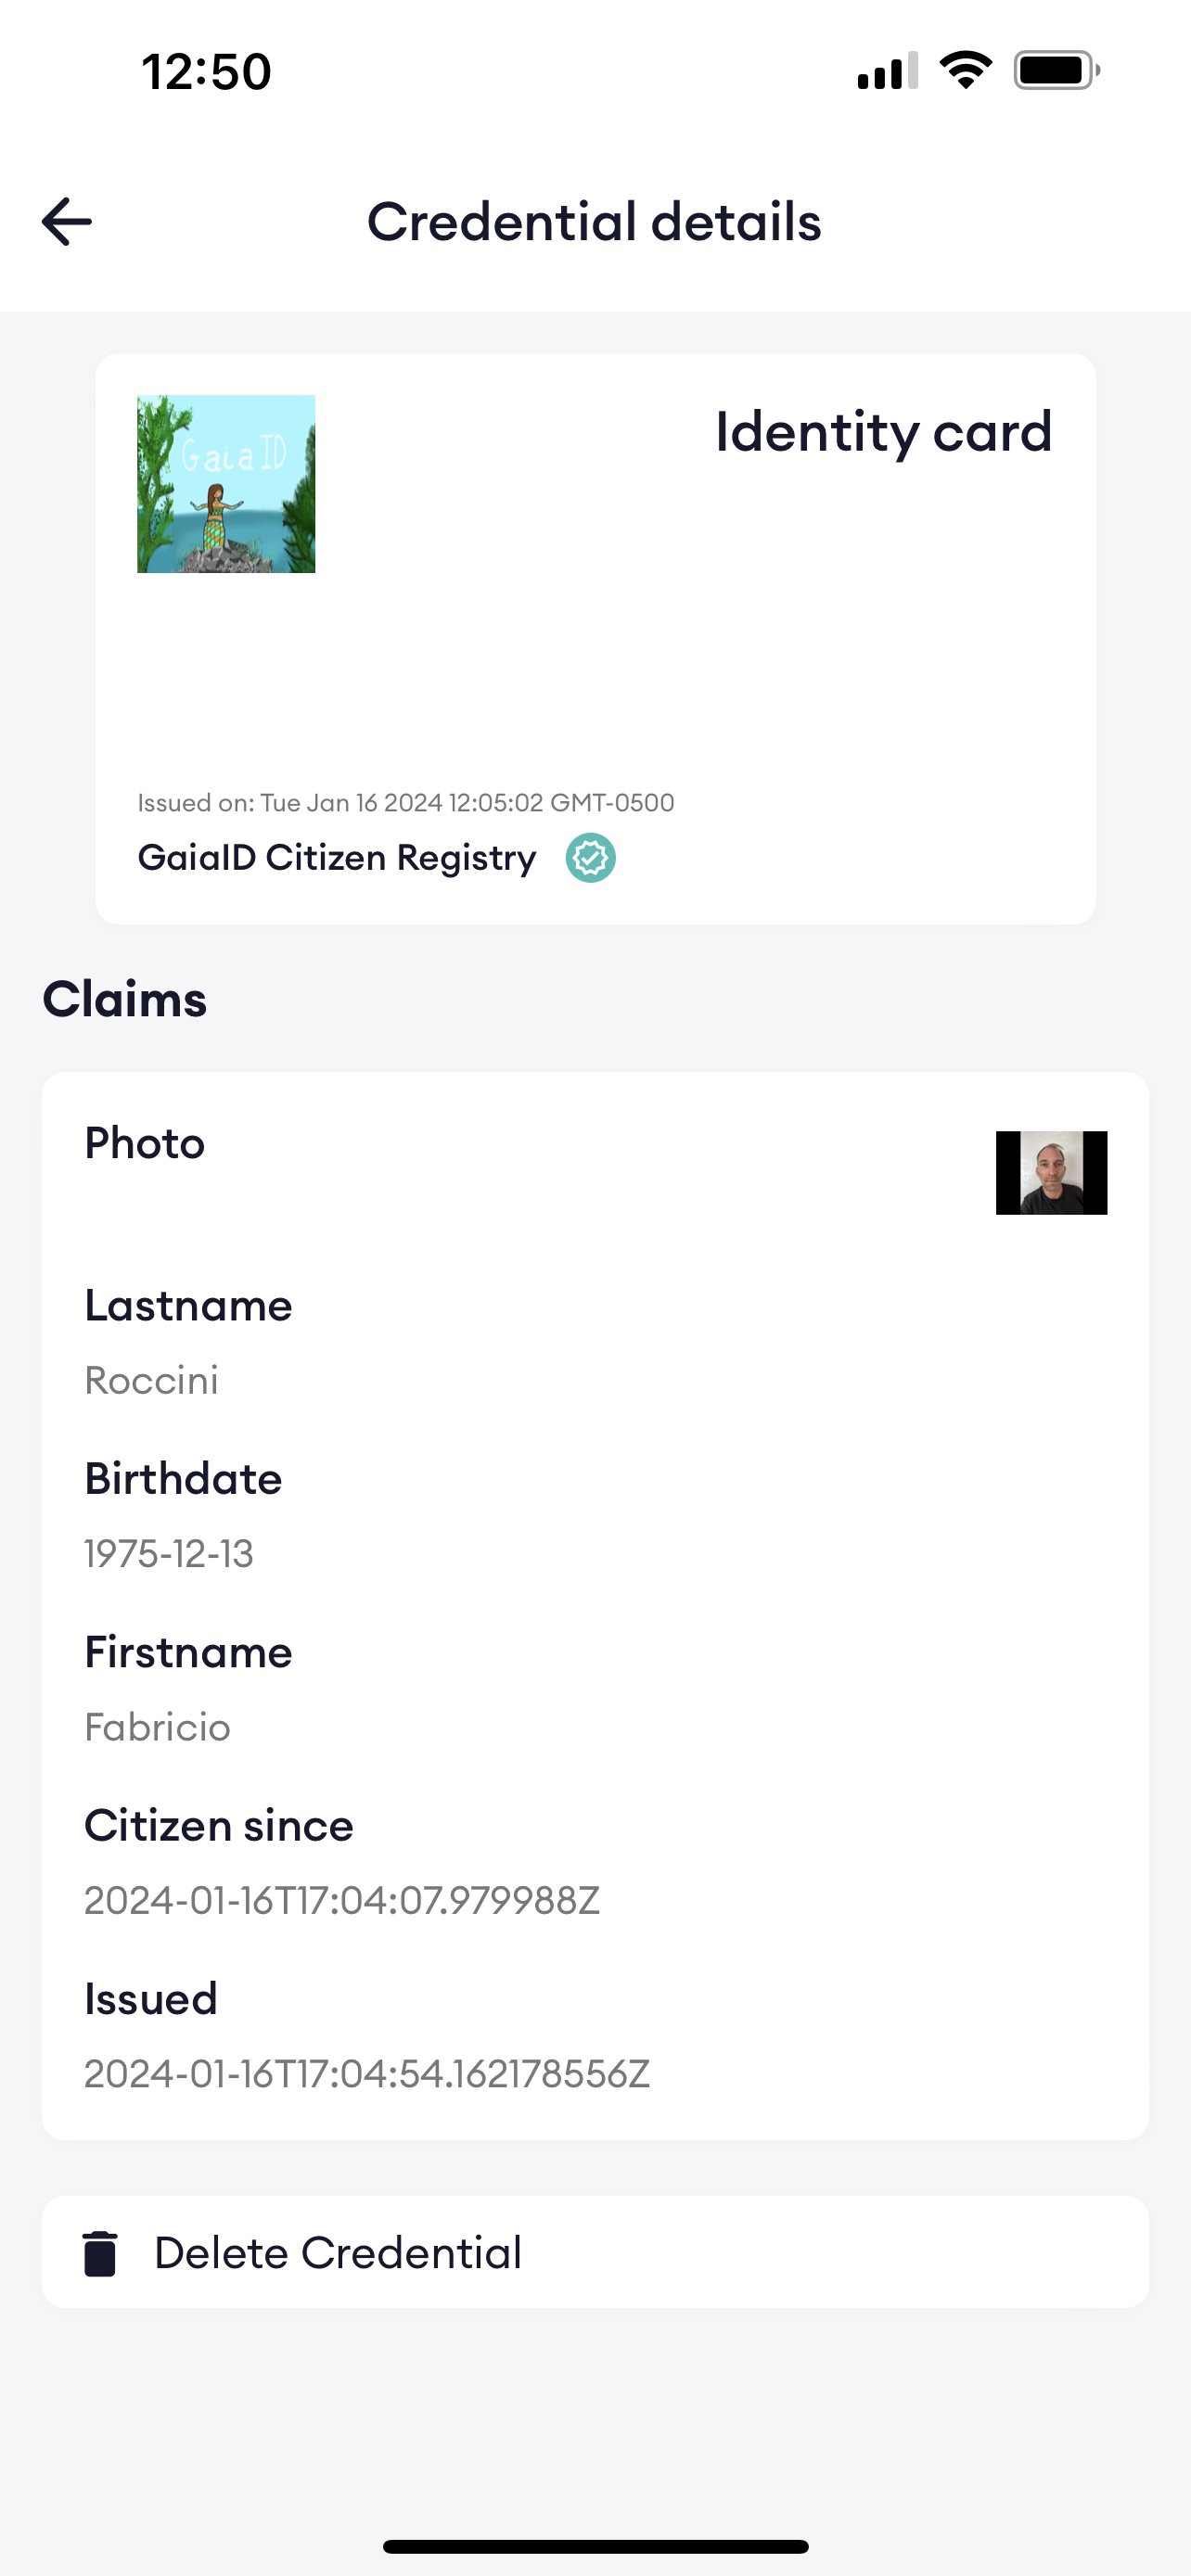 12:50
Credential details
Gaia ID
Identity card
Issued on: Tue Jan 16 2024 12:05:02 GMT-0500
GaiaID Citizen Registry
Claims
Photo
Lastname
Roccini
Birthdate
1975-12-13
Firstname
Fabricio
Citizen since
2024-01-16T17:04:07.979988Z
Issued
2024-01-16T17:04:54.162178556Z
Delete Credential